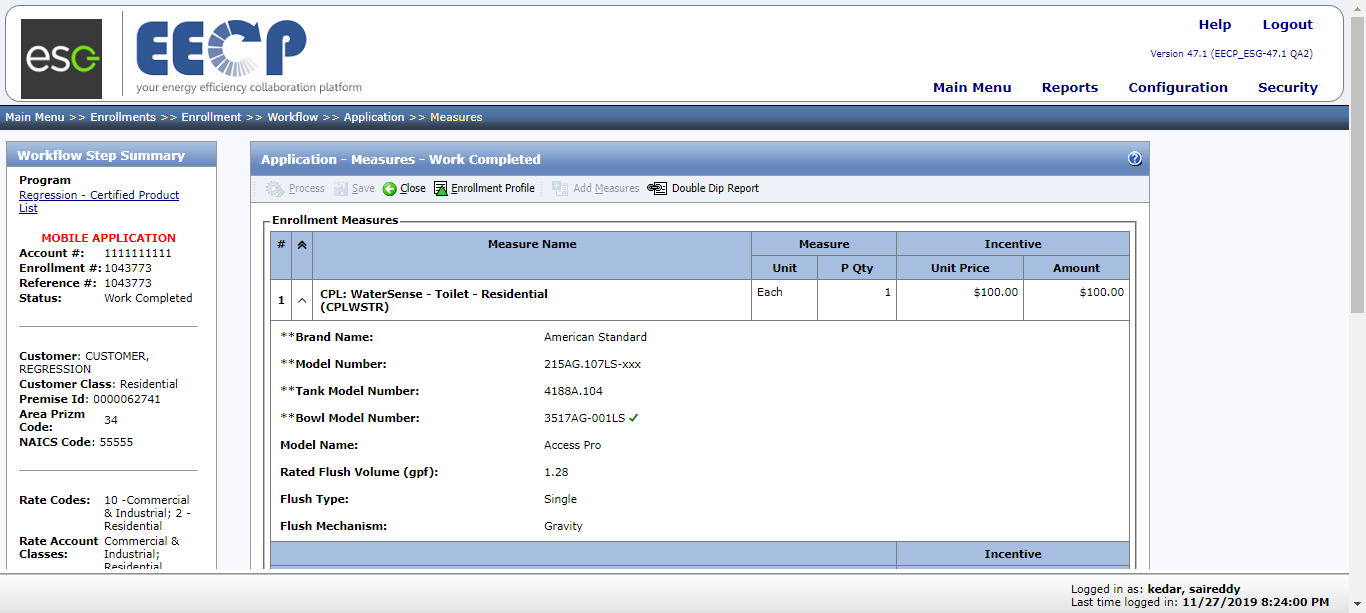 esg
EECP
your energy efficiency collaboration platform
Help Logout
Version 47.1 (EECP_ESG-47.1 QA2)
Main Menu Reports Configuration Security
Main Menu >> Enrollments >> Enrollment >> Workflow >> Application >> Measures
Workflow Step Summary
Program
Regression - Certified Product
List
MOBILE APPLICATION
Account #: 1111111111
Enrollment #: 1043773
Reference #: 1043773
Status: Work Completed
Customer: CUSTOMER,
REGRESSION
Customer Class: Residential
Premise Id: 0000062741
Area Prizm
Code: 34
NAICS Code: 55555
Rate Codes: 10 -Commercial
& Industrial; 2 -
Residential
Rate Account Commercial &
Classes: Industrial;
Residential
Application - Measures - Work Completed
Process Save Close Enrollment Profile Add Measures Double Dip Report
Enrollment Measures
# Measure Name Measure Incentive
Unit P Qty Unit Price Amount
1 CPL: WaterSense - Toilet - Residential
(CPLWSTR) Each 1 $100.00 $100.00
**Brand Name: American Standard
**Model Number: 215AG.107LS-xxx
**Tank Model Number: 4188A.104
**Bowl Model Number: 3517AG-001LS ✓
Model Name: Access Pro
Rated Flush Volume (gpf): 1.28
Flush Type: Single
Flush Mechanism: Gravity
Incentive
Logged in as: kedar, saireddy
Last time logged in: 11/27/2019 8:24:00 PM